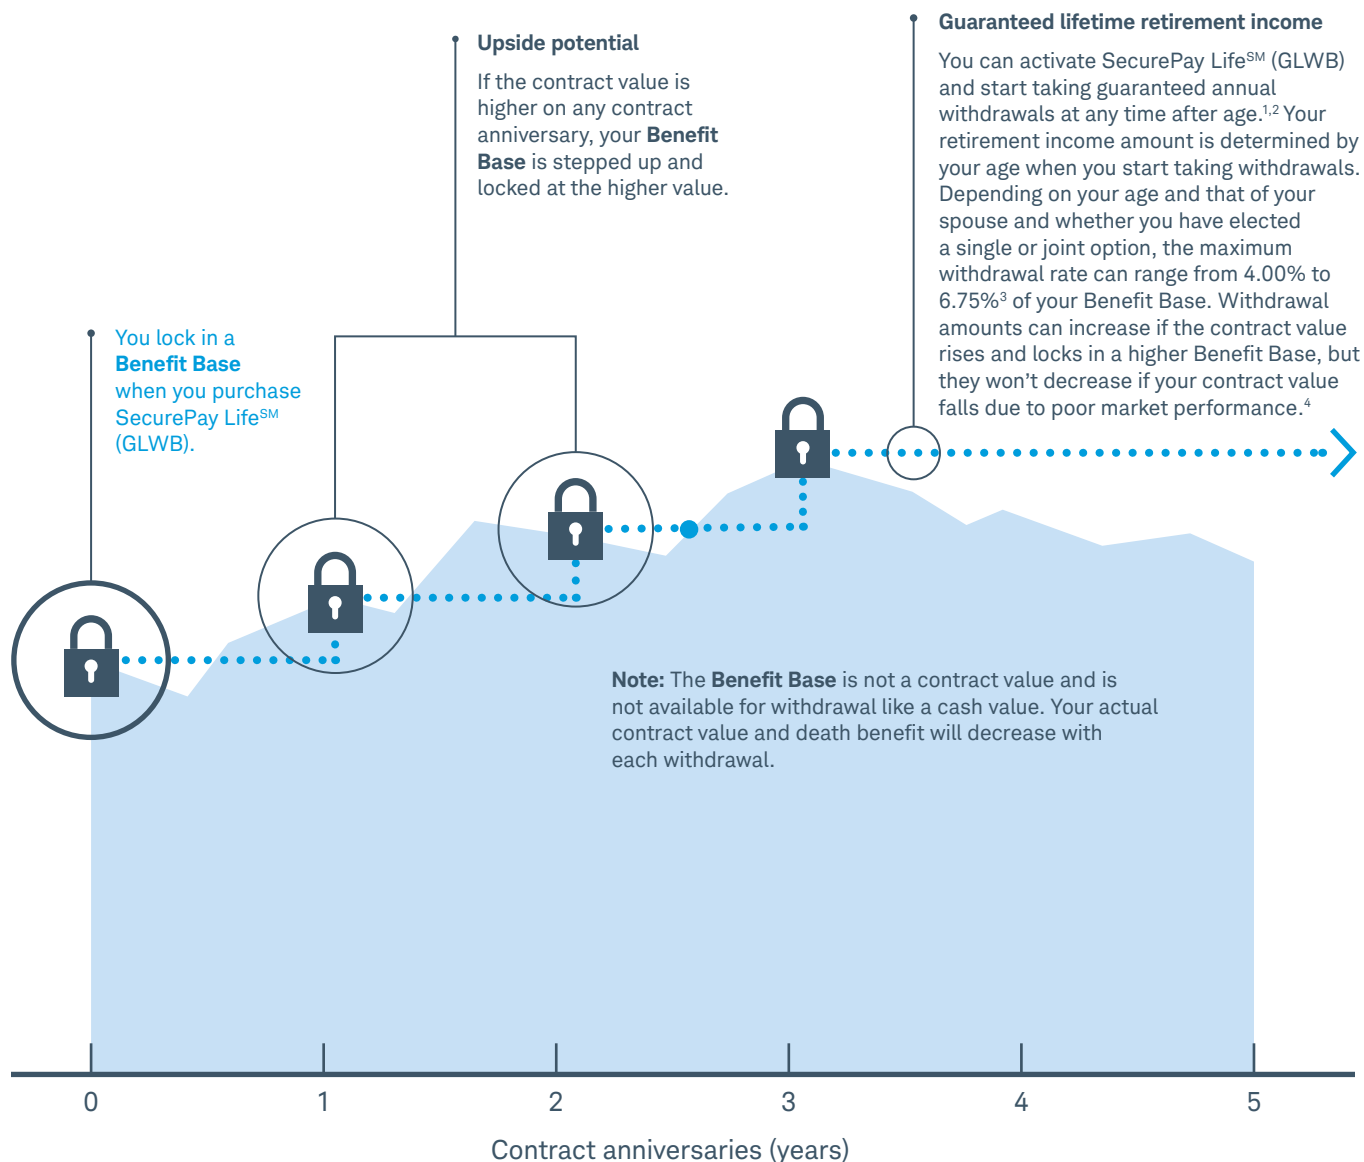 Upside potential
If the contract value is
higher on any contract
anniversary, your Benefit
Base is stepped up and
locked at the higher value.
Guaranteed lifetime retirement income
You can activate SecurePay Life℠ (GLWB)
and start taking guaranteed annual
withdrawals at any time after age.¹,² Your
retirement income amount is determined by
your age when you start taking withdrawals.
Depending on your age and that of your
spouse and whether you have elected
a single or joint option, the maximum
withdrawal rate can range from 4.00% to
6.75%³ of your Benefit Base. Withdrawal
amounts can increase if the contract value
rises and locks in a higher Benefit Base, but
they won’t decrease if your contract value
falls due to poor market performance.⁴
You lock in a
Benefit Base
when you purchase
SecurePay Life℠
(GLWB).
Note: The Benefit Base is not a contract value and is
not available for withdrawal like a cash value. Your actual
contract value and death benefit will decrease with
each withdrawal.
0 1 2 3 4 5
Contract anniversaries (years)